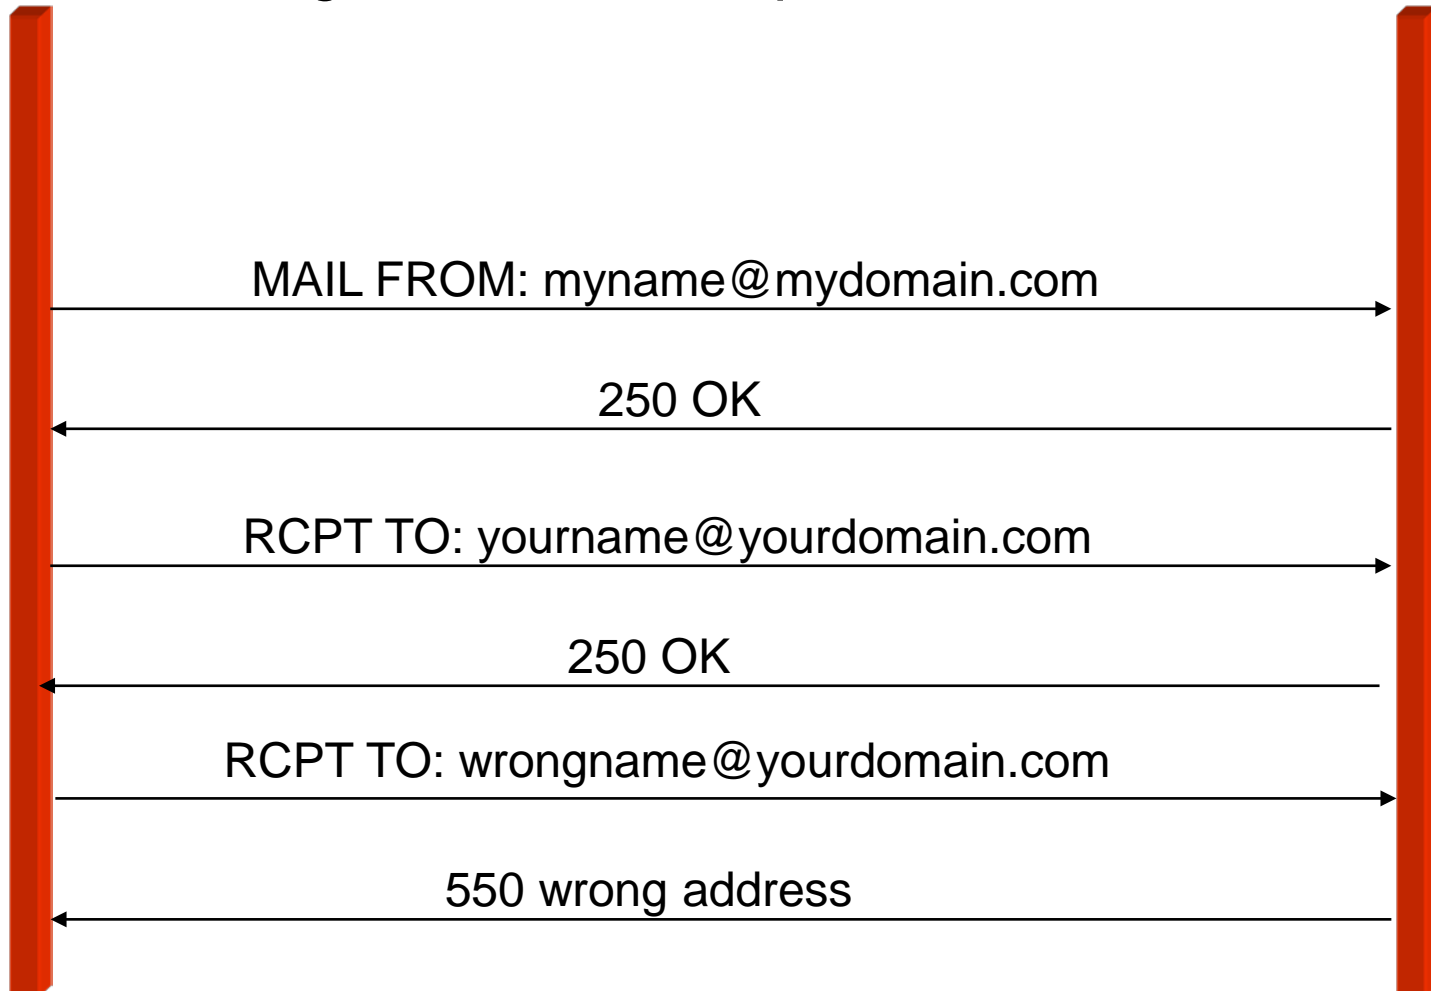 MAIL FROM: myname@mydomain.com
250 OK
RCPT TO: yourname@yourdomain.com
250 OK
RCPT TO: wrongname@yourdomain.com
550 wrong address